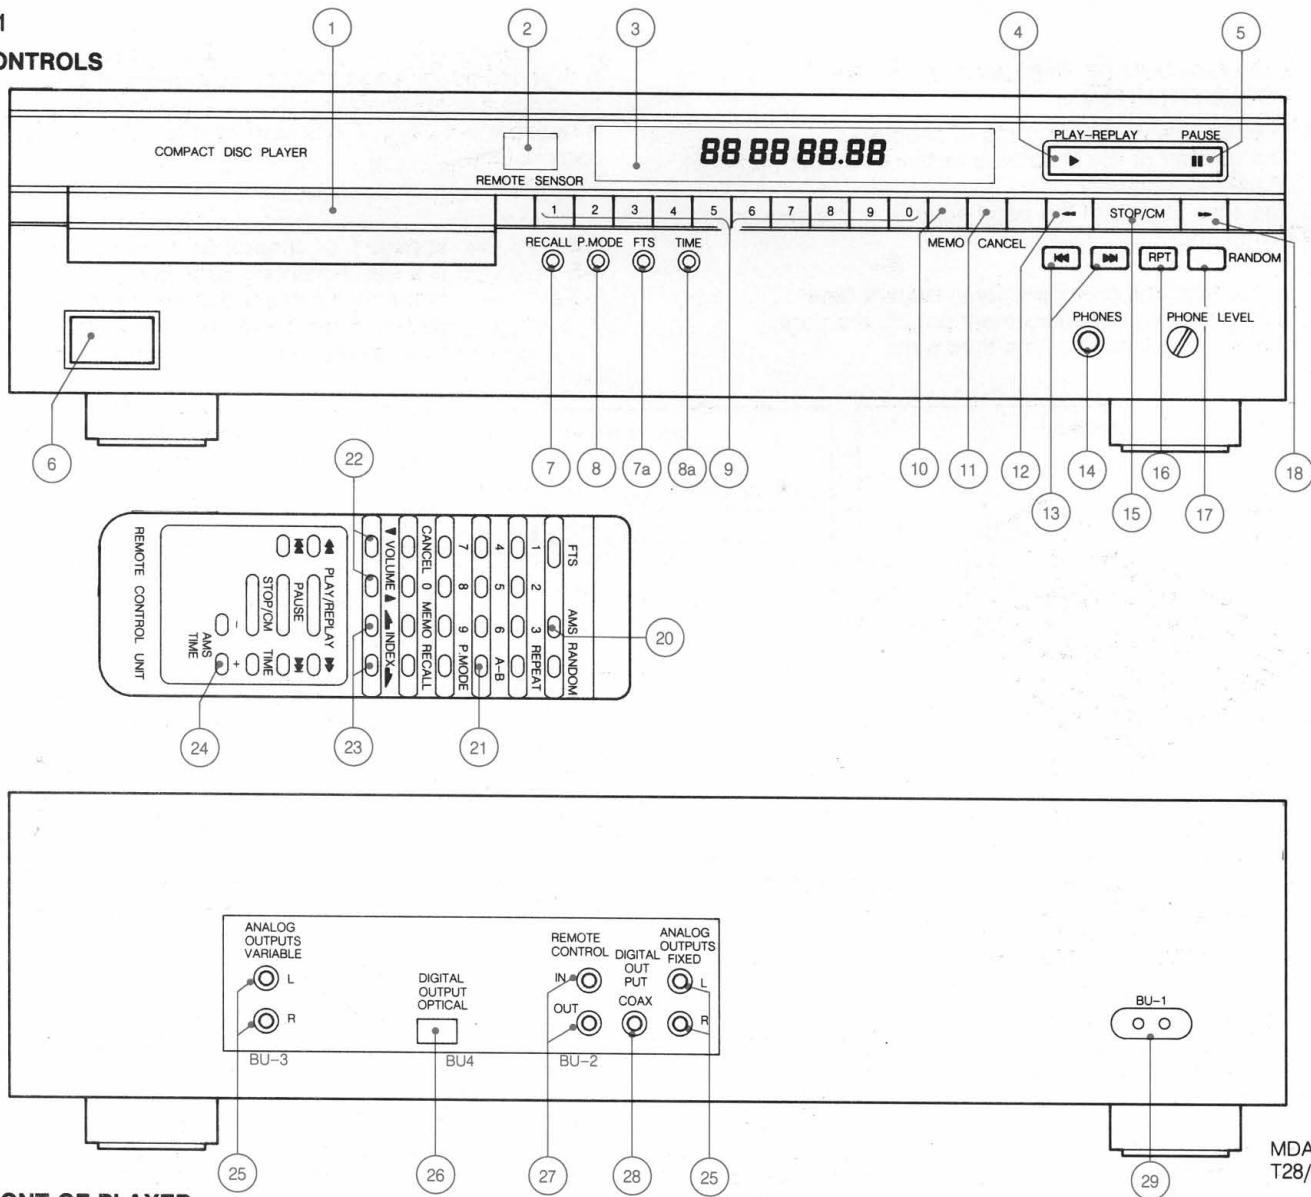 1 2 3 4 5
ONTROLS
COMPACT DISC PLAYER
REMOTE SENSOR
88 88 88.88
PLAY-REPLAY PAUSE
1 2 3 4 5 6 7 8 9 0
STOP/CM
RECALL P.MODE FTS TIME
MEMO CANCEL
RPT RANDOM
PHONES PHONE LEVEL
6 7 8 7a 8a 9 10 11 12 13 14 15 16 17 18
22
REMOTE CONTROL UNIT
PLAY/REPLAY
PAUSE TIME
STOP/CM
- +
AMS TIME
VOLUME INDEX
CANCEL 0 MEMO RECALL
7 8 9 P.MODE
4 5 6 A-B
1 2 3 REPEAT
FTS AMS RANDOM
20
24 23 21
ANALOG
OUTPUTS
VARIABLE
L
R
BU-3
DIGITAL
OUTPUT
OPTICAL
BU4
REMOTE
CONTROL
IN
OUT
BU-2
DIGITAL
OUT
PUT
COAX
ANALOG
OUTPUTS
FIXED
L
R
BU-1
25 26 27 28 25 29
MDA
T28/